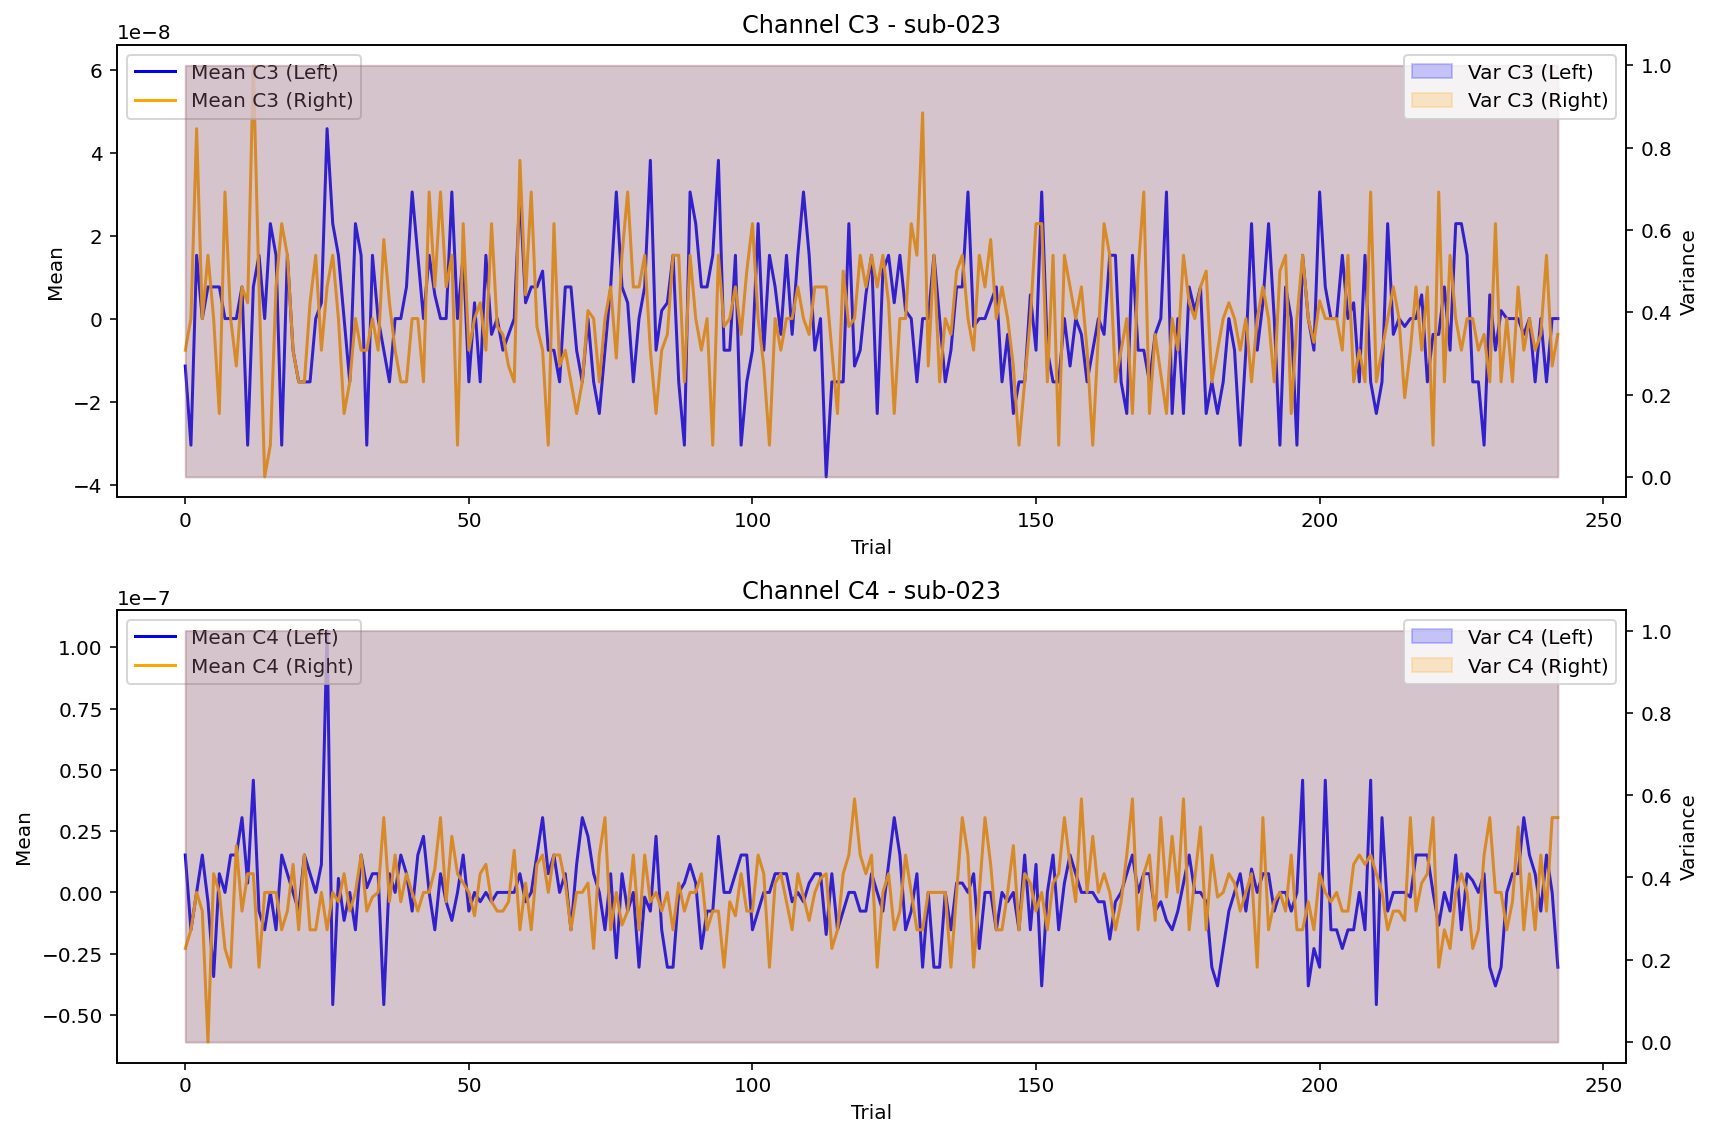 Channel C3 - sub-023
1e−8
Mean C3 (Left)
Mean C3 (Right)
Var C3 (Left)
Var C3 (Right)
6
4
2
0
−2
−4
Mean
1.0
0.8
0.6
0.4
0.2
0.0
Variance
0 50 100 150 200 250
Trial
Channel C4 - sub-023
1e−7
Mean C4 (Left)
Mean C4 (Right)
Var C4 (Left)
Var C4 (Right)
1.00
0.75
0.50
0.25
0.00
−0.25
−0.50
Mean
1.0
0.8
0.6
0.4
0.2
0.0
Variance
0 50 100 150 200 250
Trial